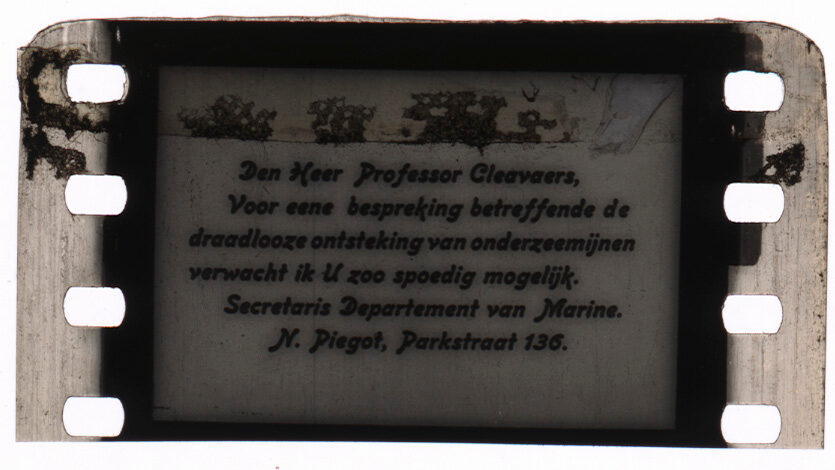 Den Heer Professor Cleavaers,
Voor eene bespreking betreffende de
draadlooze ontsteking van onderzeemijnen
verwacht ik U zoo spoedig mogelijk.
Secretaris Departement van Marine.
N. Piegot, Parkstraat 136.